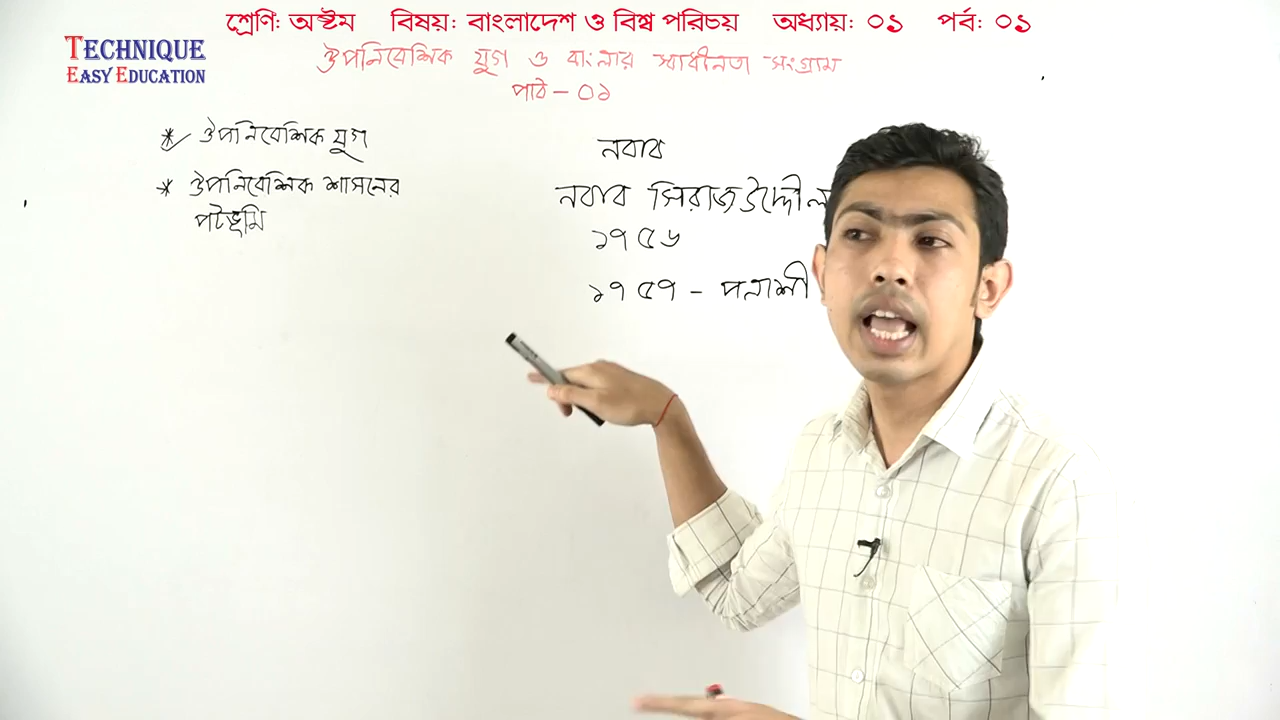 শ্রেণি: অষ্টম বিষয়: বাংলাদেশ ও বিশ্ব পরিচয় অধ্যায়: ০১ পর্ব: ০১
TECHNIQUE
EASY EDUCATION
ঔপনিবেশিক যুগ ও বাংলার স্বাধীনতা সংগ্রাম
পাঠ - ০১
* ঔপনিবেশিক যুগ
* ঔপনিবেশিক শাসনের
পটভূমি
নবাব
নবাব সিরাজউদ্দৌল
১৭৫৬
১৭৫৭ - পলাশী